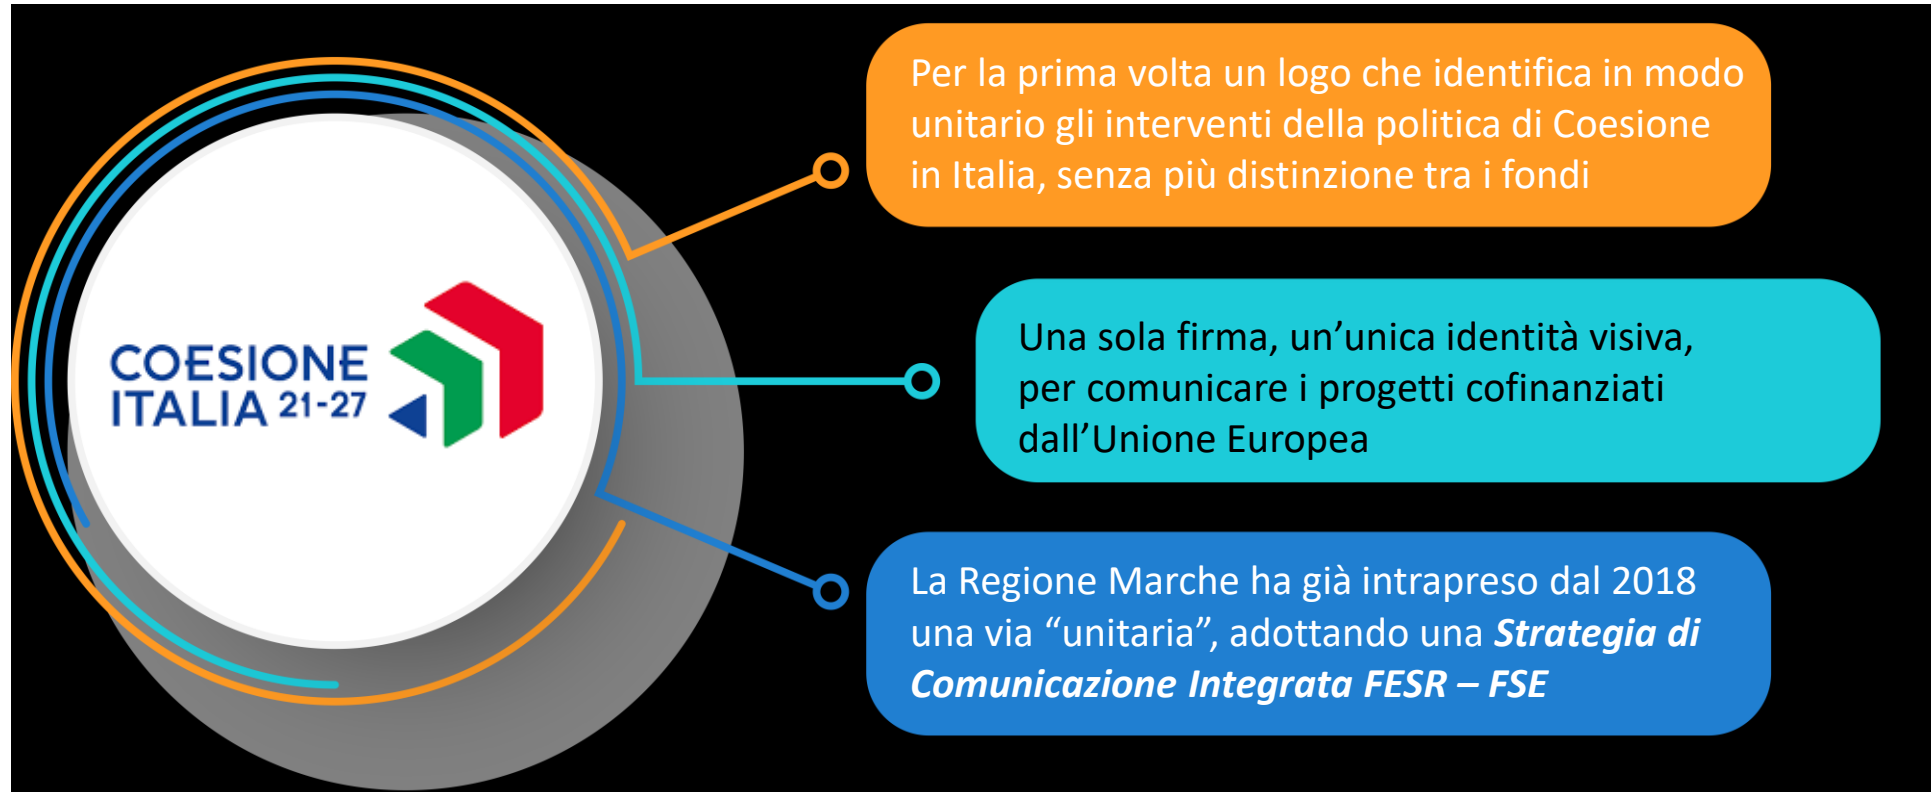 COESIONE
ITALIA 21-27
Per la prima volta un logo che identifica in modo
unitario gli interventi della politica di Coesione
in Italia, senza più distinzione tra i fondi
Una sola firma, un’unica identità visiva,
per comunicare i progetti cofinanziati
dall’Unione Europea
La Regione Marche ha già intrapreso dal 2018
una via “unitaria”, adottando una Strategia di
Comunicazione Integrata FESR – FSE